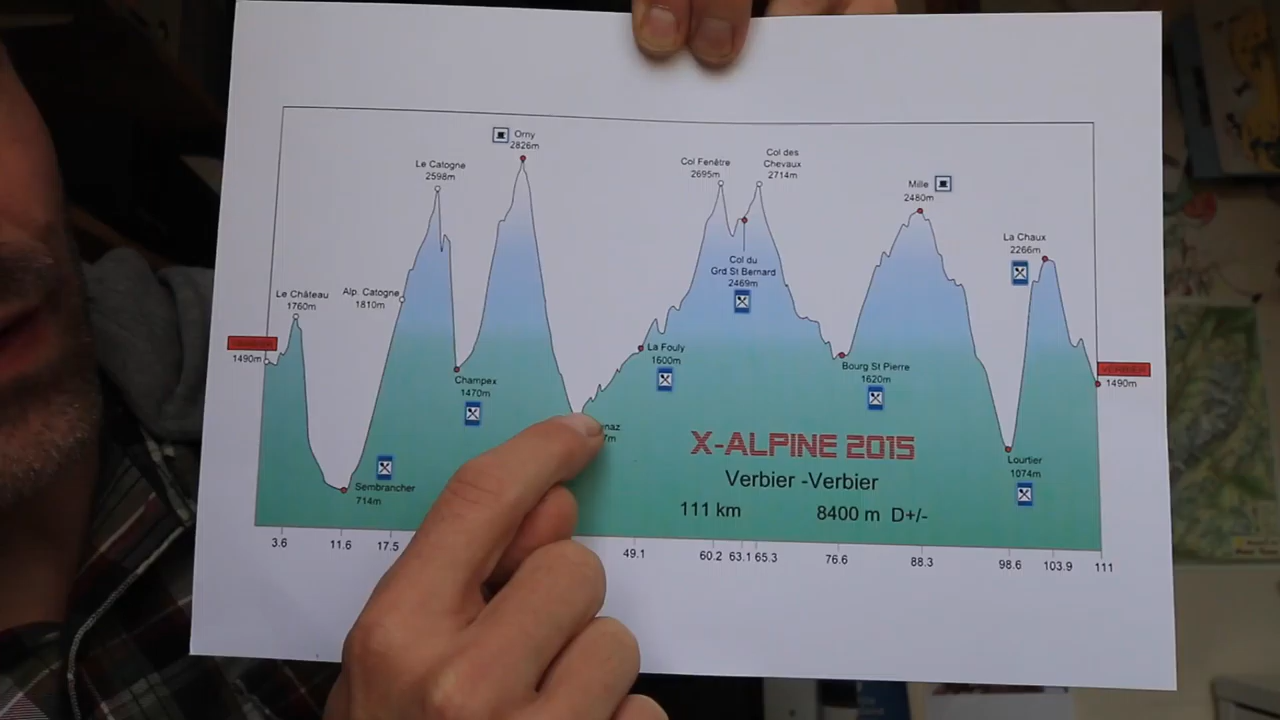 Orny
2826m
Le Catogne
2598m
Col Fenêtre
2695m
Col des
Chevaux
2714m
Mille
2480m
La Chaux
2266m
Col du
Grd St Bernard
2469m
Le Château
1760m
Alp. Catogne
1810m
1490m
La Fouly
1600m
Champex
1470m
Bourg St Pierre
1620m
VERBIER
1490m
Sembrancher
714m
Lourtier
1074m
X-ALPINE 2015
Verbier -Verbier
111 km 8400 m D+/-
3.6 11.6 17.5 49.1 60.2 63.1 65.3 76.6 88.3 98.6 103.9 111